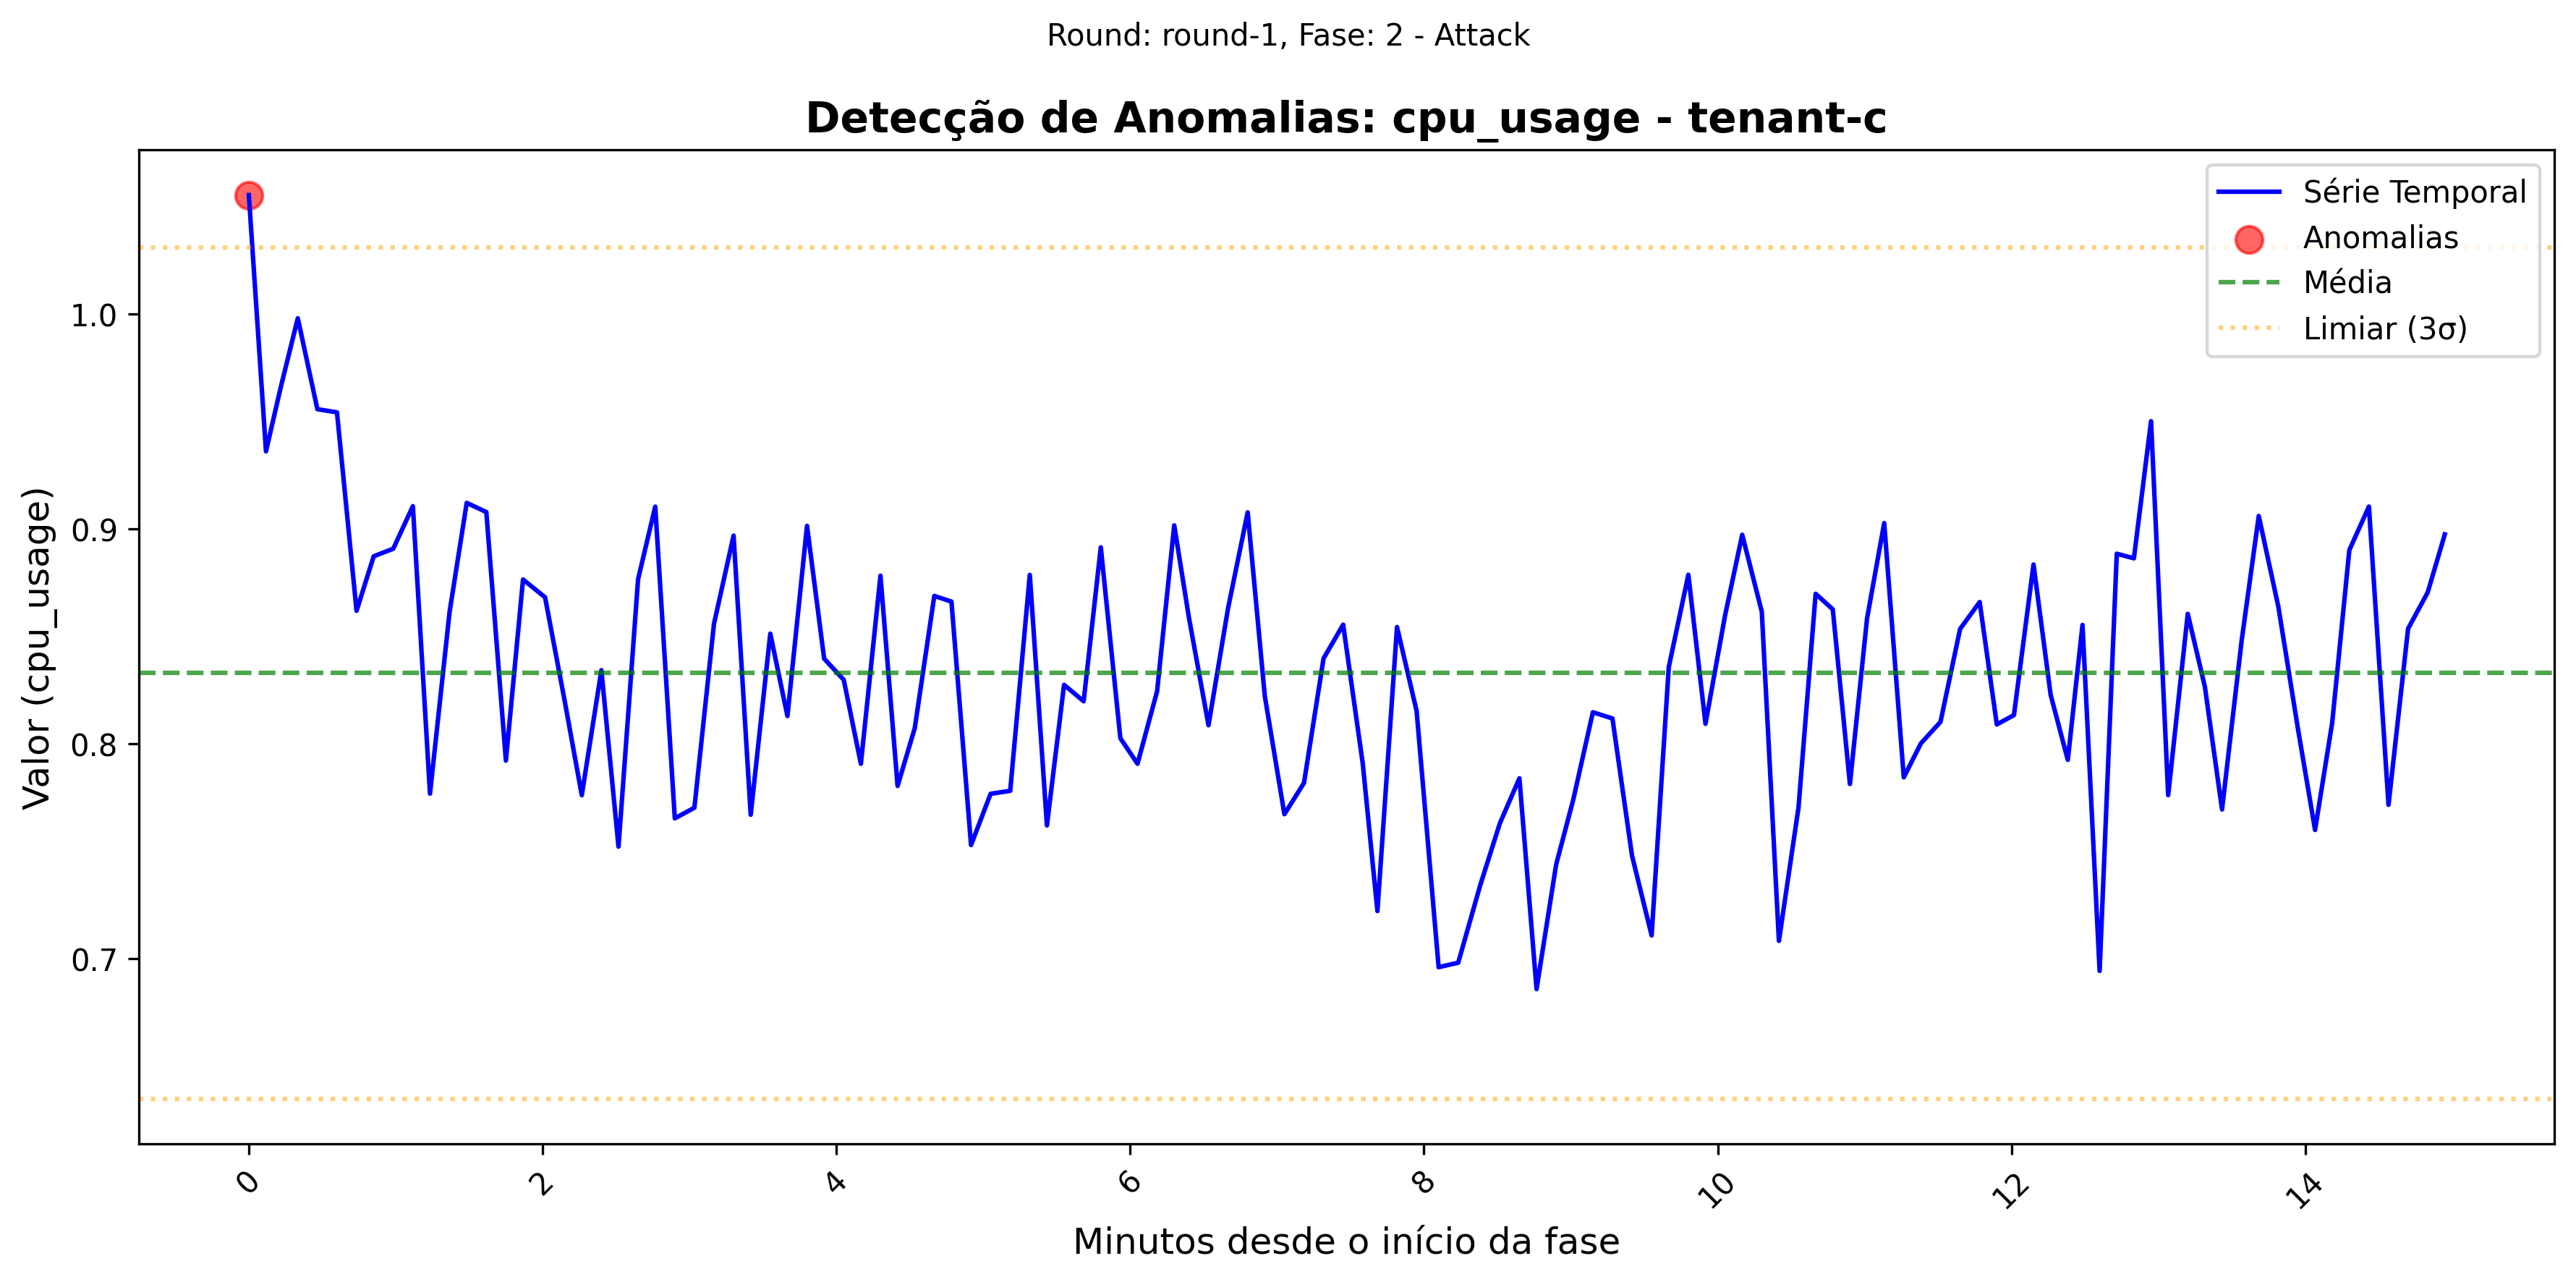 Round: round-1, Fase: 2 - Attack
Detecção de Anomalias: cpu_usage - tenant-c
Série Temporal
Anomalias
Média
Limiar (3σ)
Valor (cpu_usage)
1.0
0.9
0.8
0.7
0
2
4
6
8
10
12
14
Minutos desde o início da fase